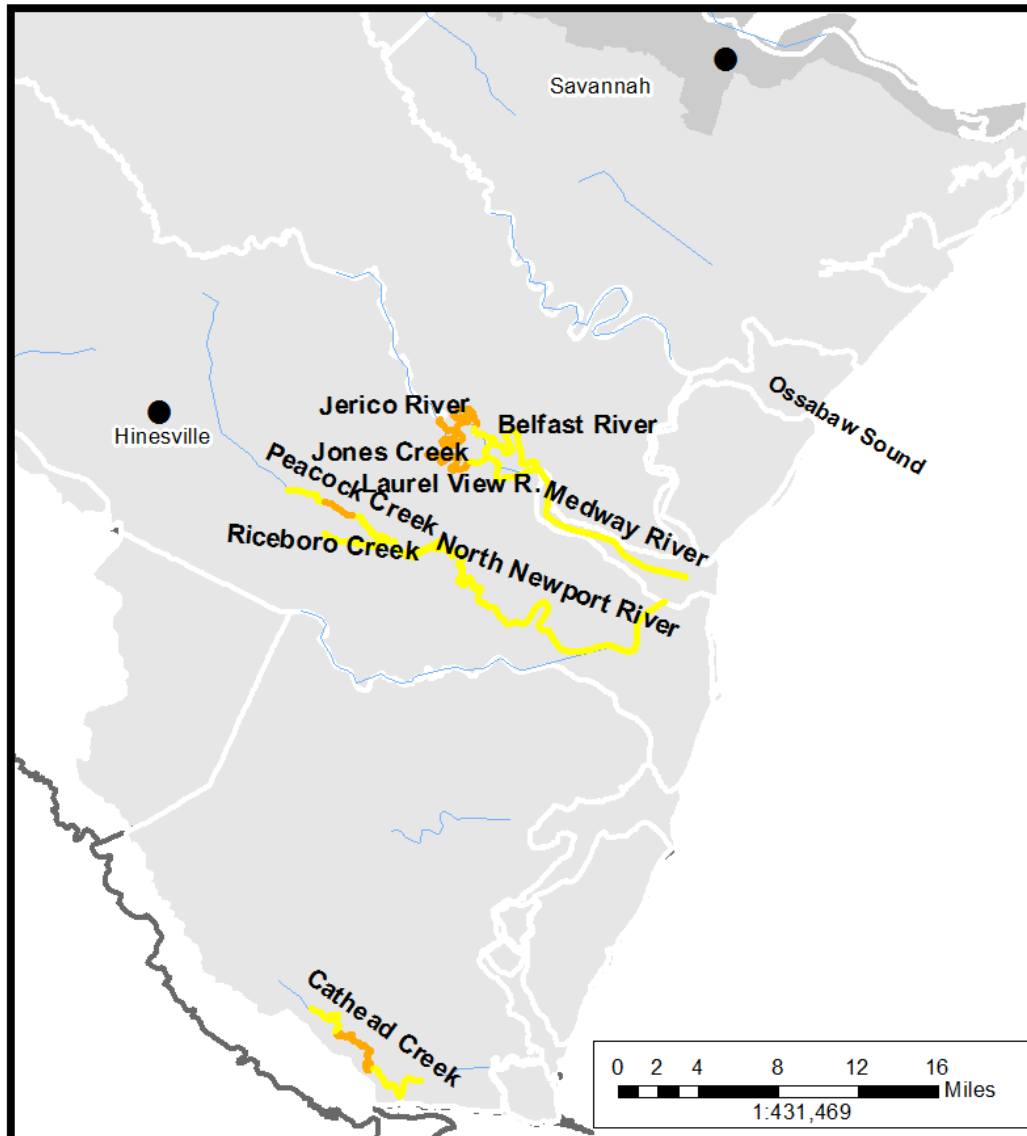 Savannah
Ossabaw Sound
Jerico River
Belfast River
Hinesville
Jones Creek
Peacock Creek
Laurel View R.
Medway River
Riceboro Creek
North Newport River
Cathead Creek
0 2 4 8 12 16
Miles
1:431,469